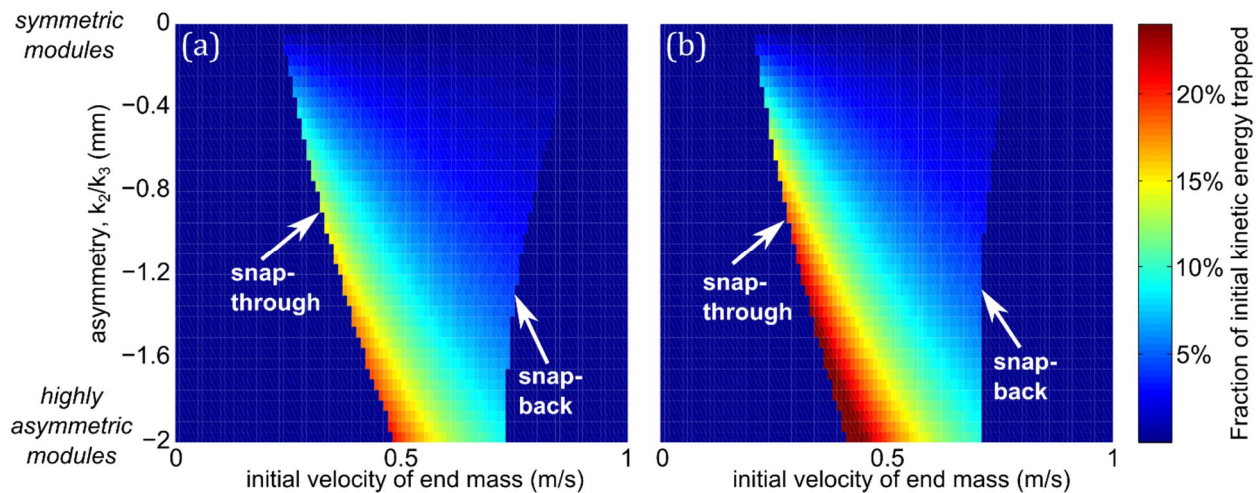 symmetric
modules
asymmetry, k2/k3 (mm)
highly
asymmetric
modules
0
−0.4
−0.8
−1.2
−1.6
−2
(a)
snap-
through
snap-
back
0
0.5
1
initial velocity of end mass (m/s)
(b)
snap-
through
snap-
back
0
0.5
1
initial velocity of end mass (m/s)
20%
15%
10%
5%
Fraction of initial kinetic energy trapped